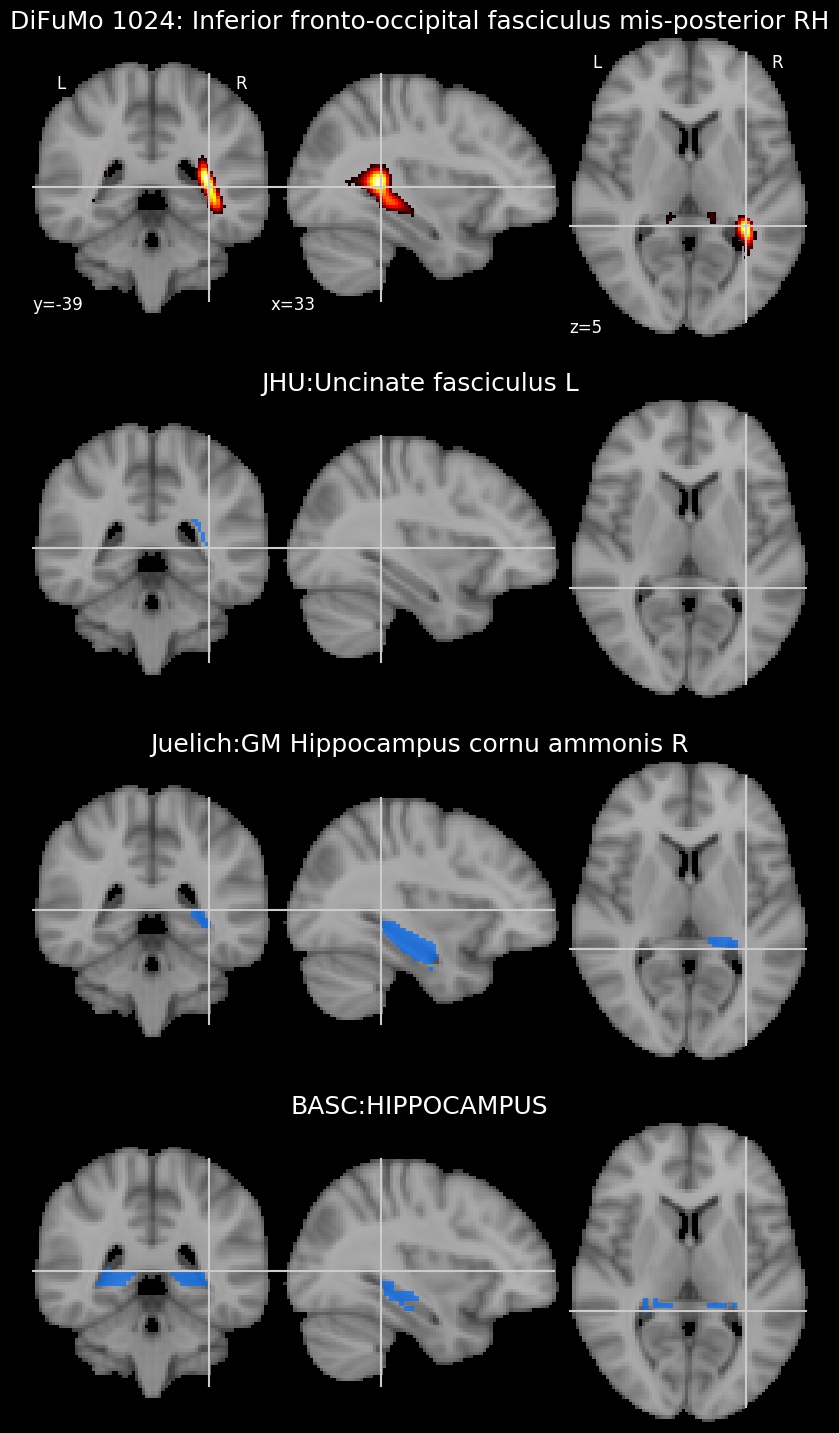 DiFuMo 1024: Inferior fronto-occipital fasciculus mis-posterior RH
L R L R
y=-39 x=33 z=5
JHU:Uncinate fasciculus L
Juelich:GM Hippocampus cornu ammonis R
BASC:HIPPOCAMPUS